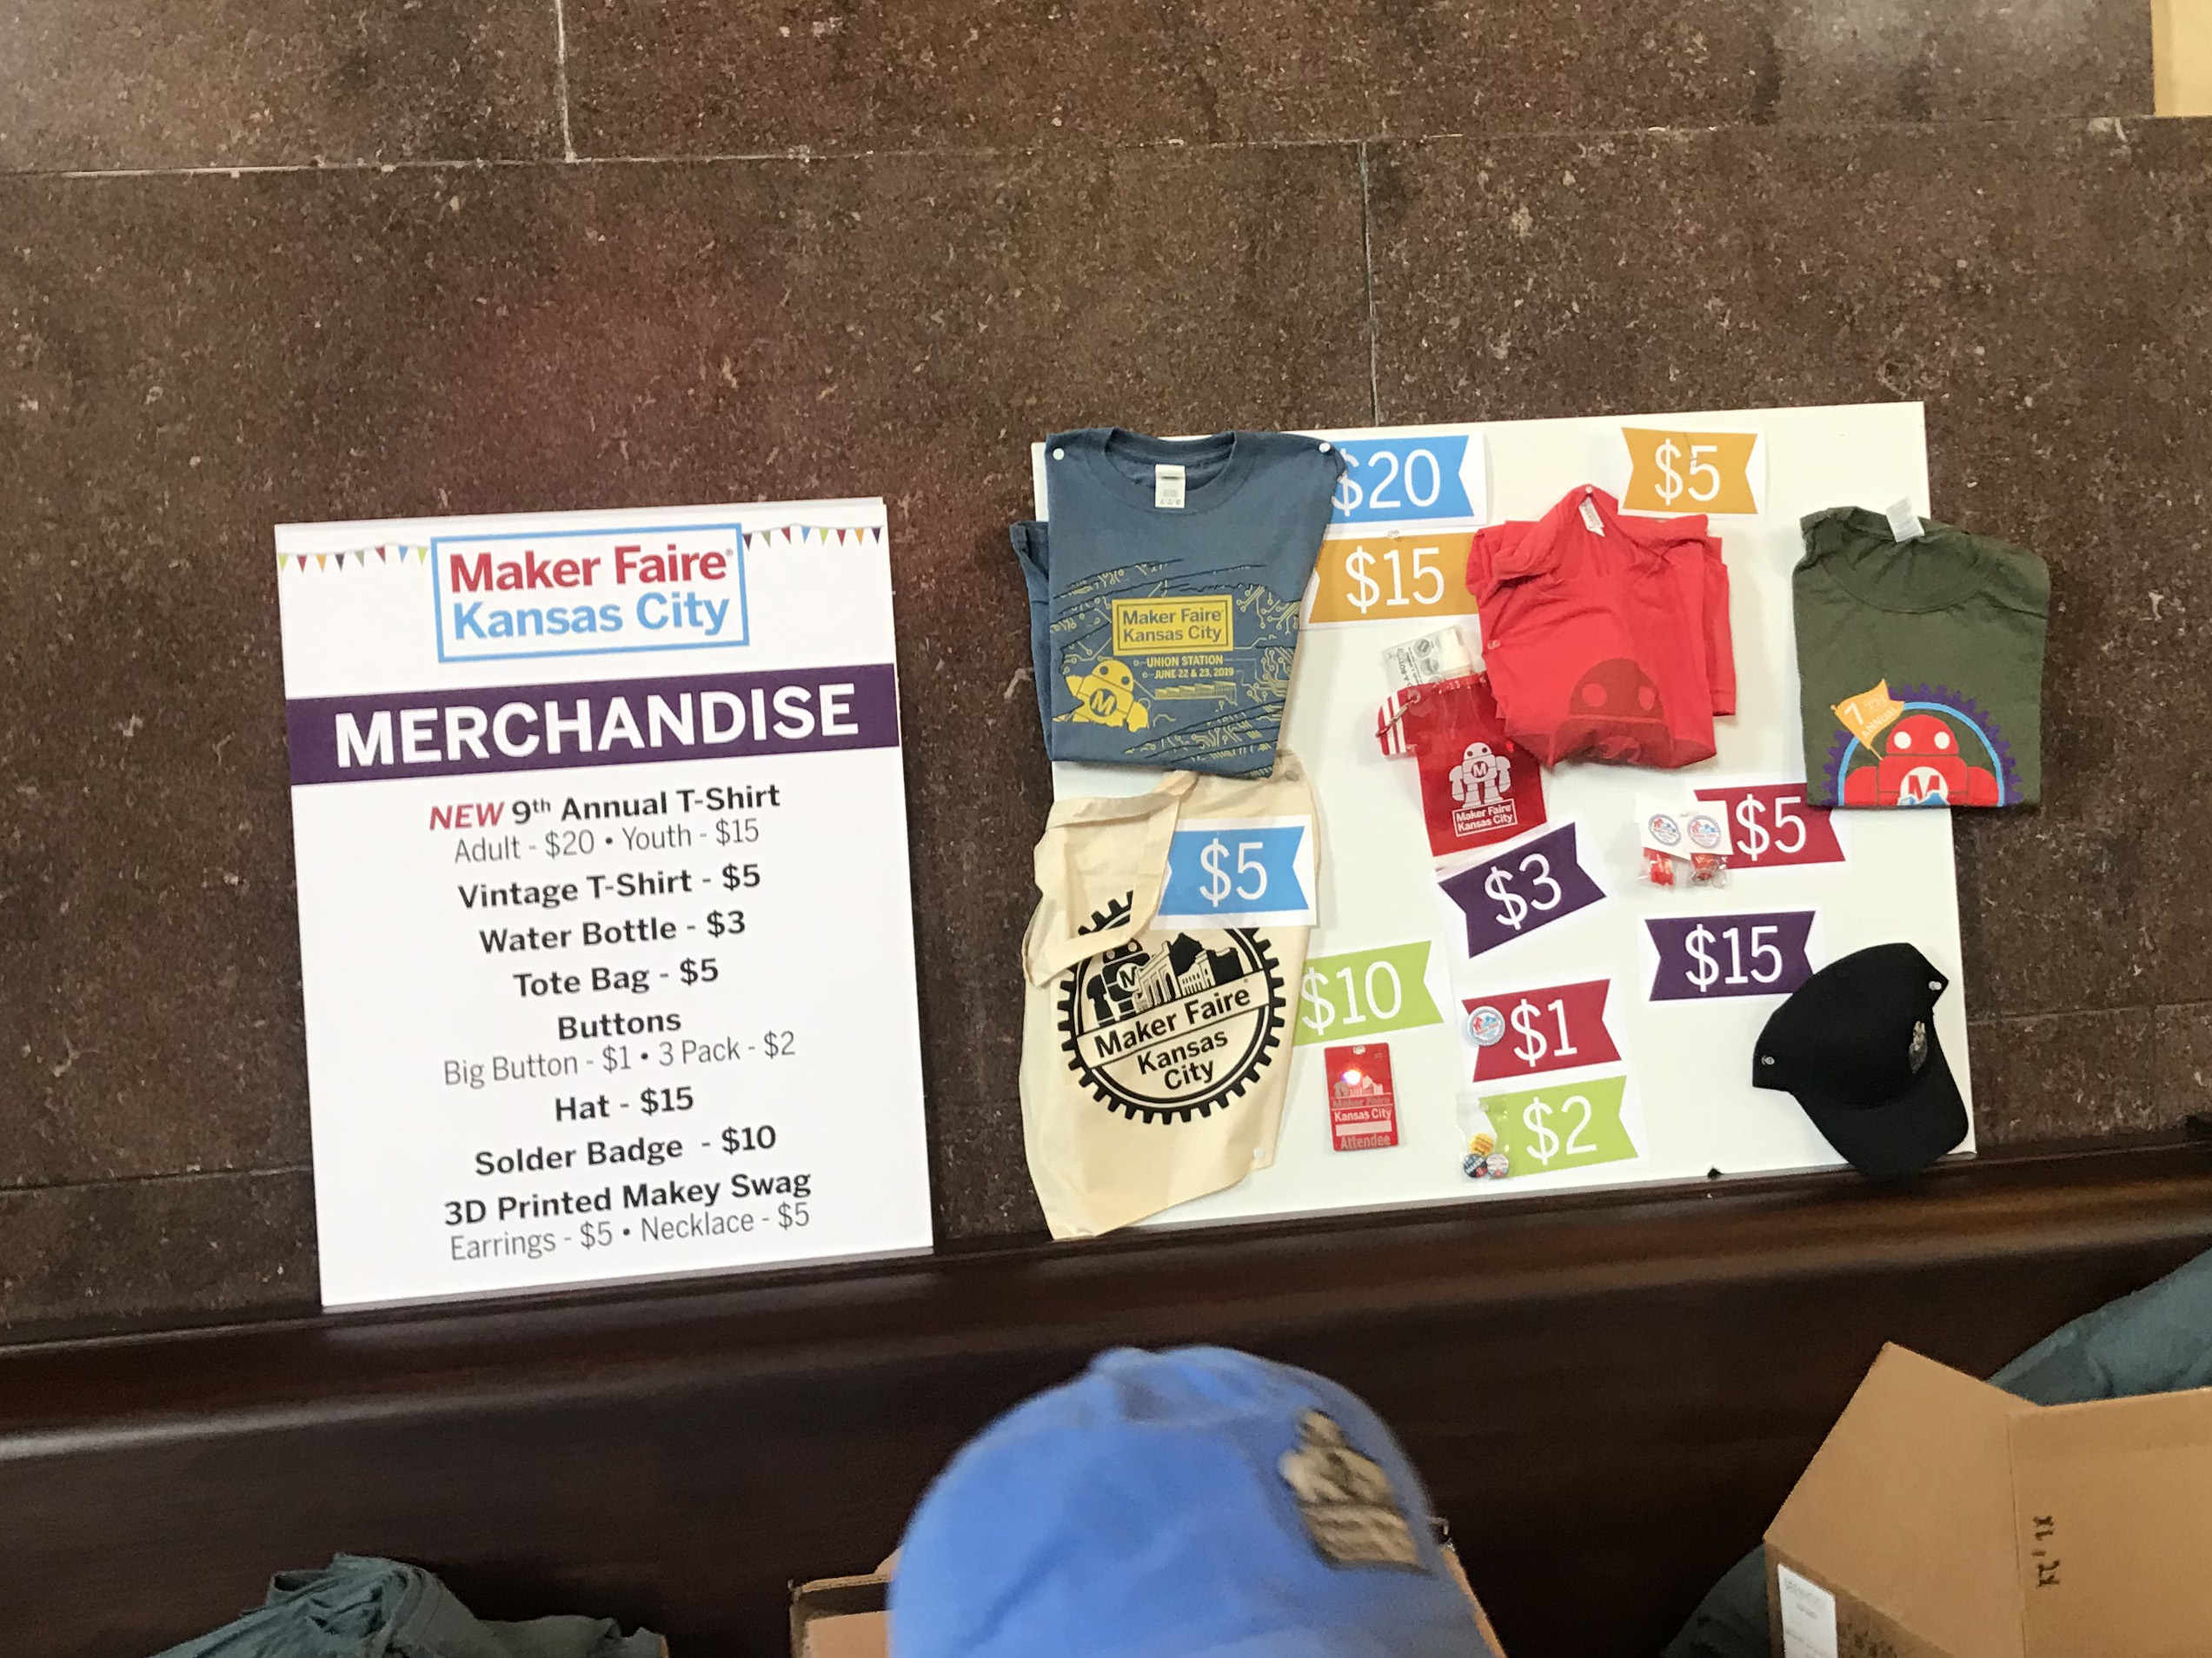 Maker Faire®
Kansas City
MERCHANDISE
NEW 9th Annual T-Shirt
Adult - $20 • Youth - $15
Vintage T-Shirt - $5
Water Bottle - $3
Tote Bag - $5
Buttons
Big Button - $1 • 3 Pack - $2
Hat - $15
Solder Badge - $10
3D Printed Makey Swag
Earrings - $5 • Necklace - $5
$20
$15
$5
Maker Faire
Kansas City
UNION STATION
JUNE 22 & 23, 2019
M
M
Maker Faire
Kansas City
7
ANNUAL
M
$5
$3
$5
$15
M
Maker Faire®
Kansas
City
$10
$1
$2
Maker Faire
Kansas City
Attendee